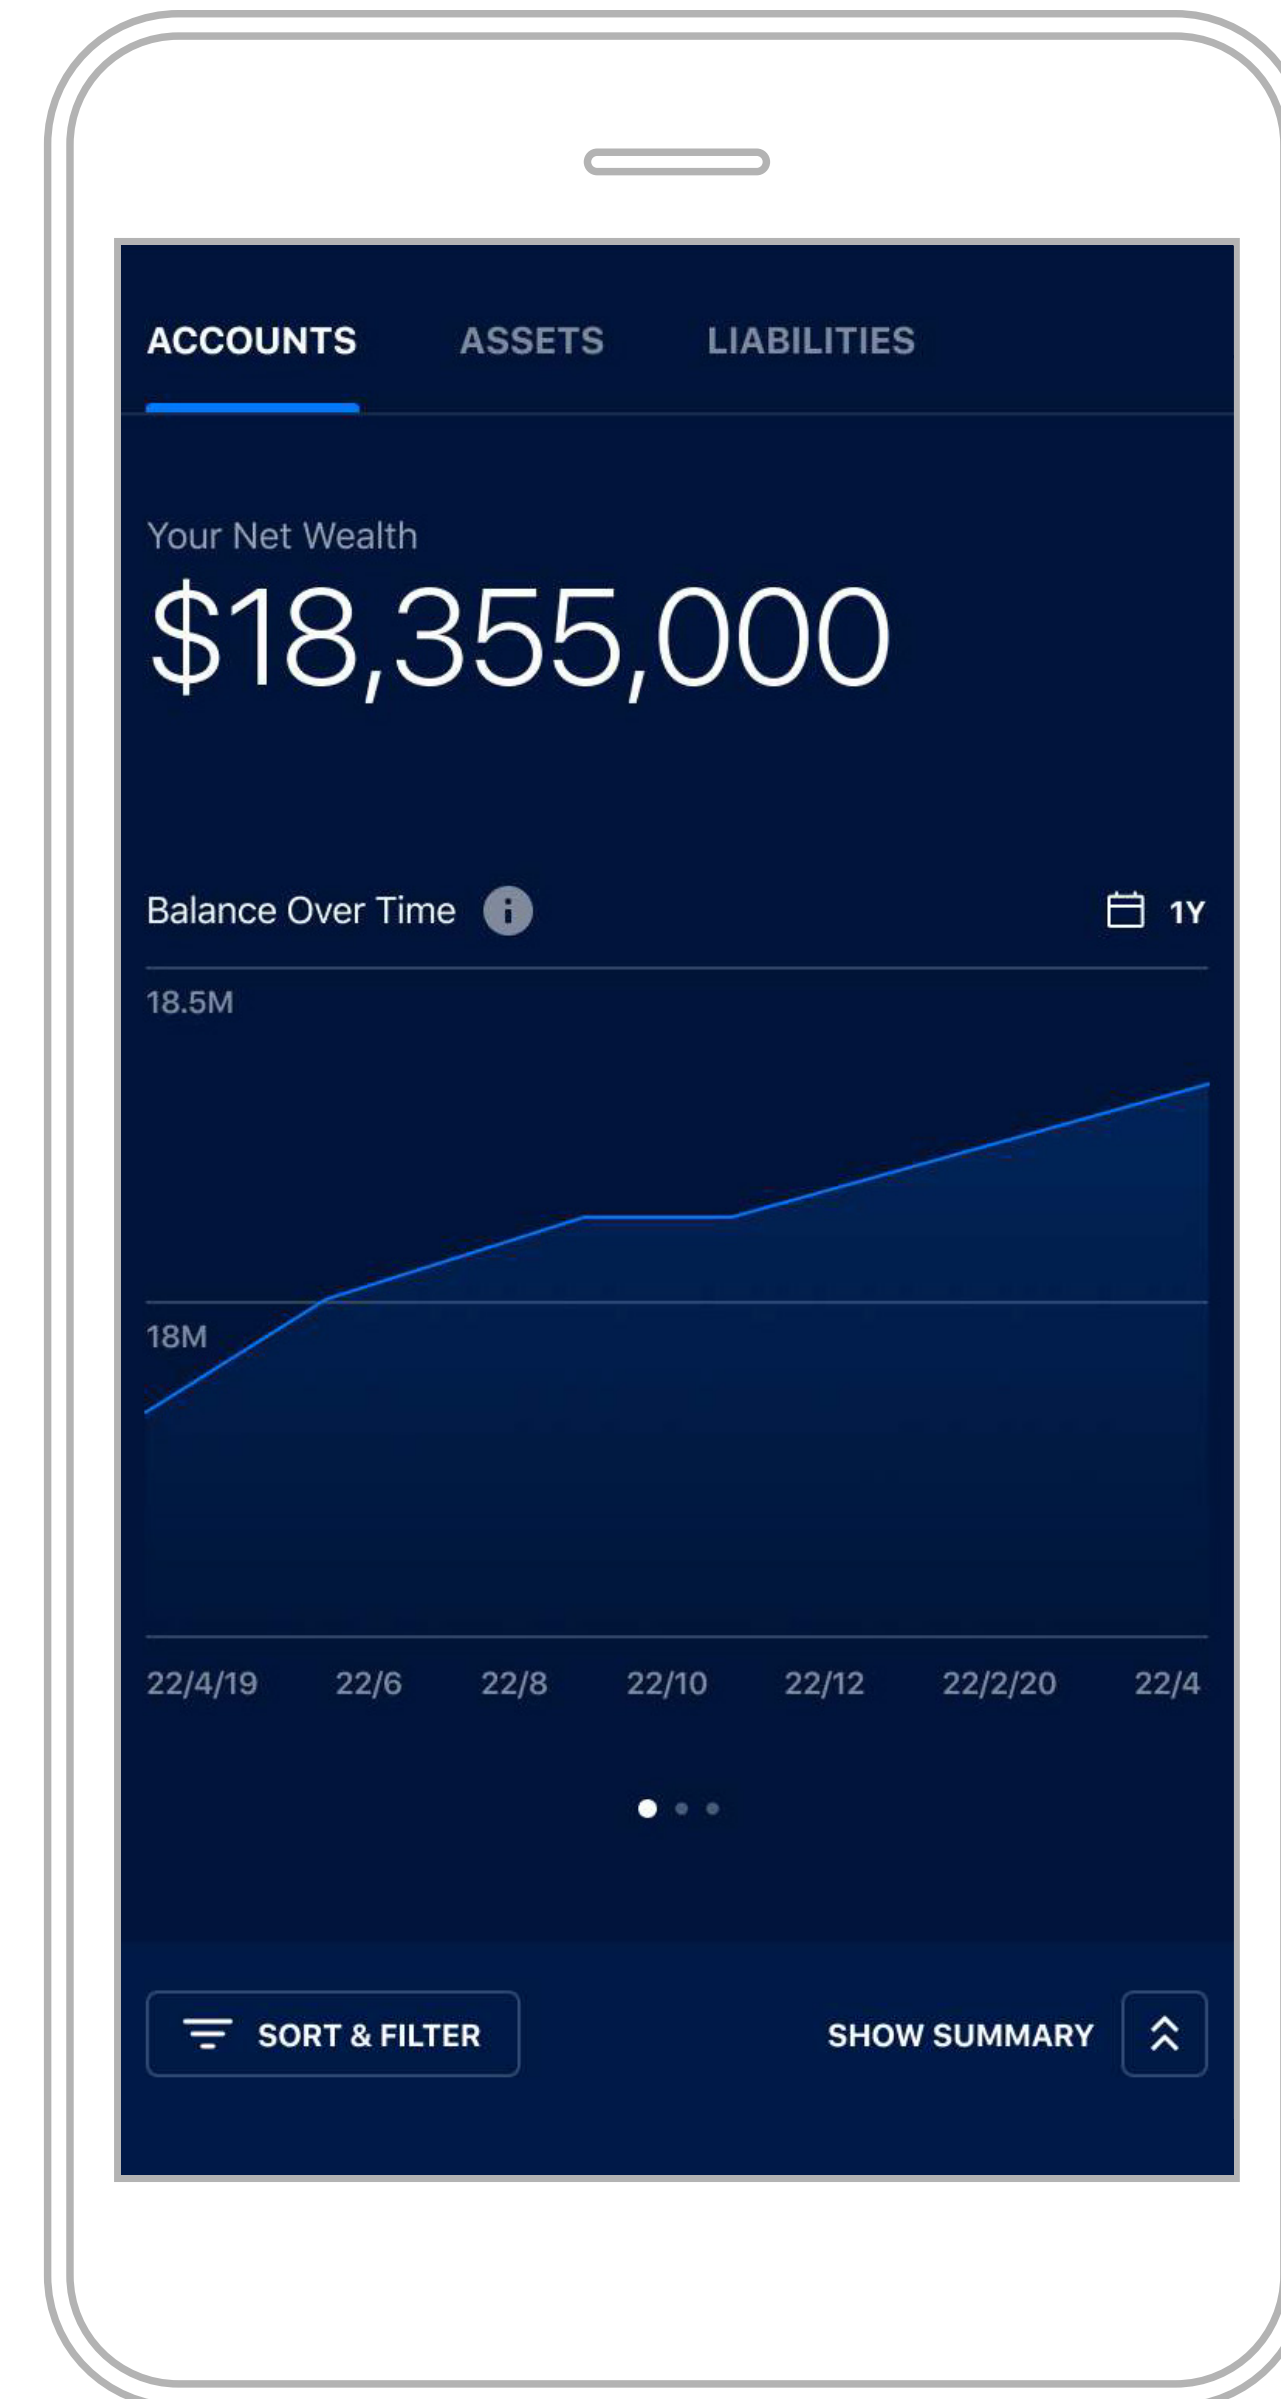 ACCOUNTS ASSETS LIABILITIES
Your Net Wealth
$18,355,000
Balance Over Time i 1Y
18.5M
18M
22/4/19 22/6 22/8 22/10 22/12 22/2/20 22/4
SORT & FILTER SHOW SUMMARY